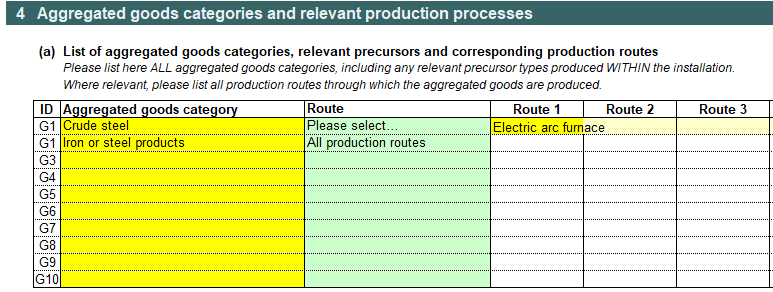 4 Aggregated goods categories and relevant production processes
(a) List of aggregated goods categories, relevant precursors and corresponding production routes
Please list here ALL aggregated goods categories, including any relevant precursor types produced WITHIN the installation.
Where relevant, please list all production routes through which the aggregated goods are produced.
ID Aggregated goods category Route Route 1 Route 2 Route 3
G1 Crude steel Please select... Electric arc furnace
G1 Iron or steel products All production routes
G3
G4
G5
G6
G7
G8
G9
G10